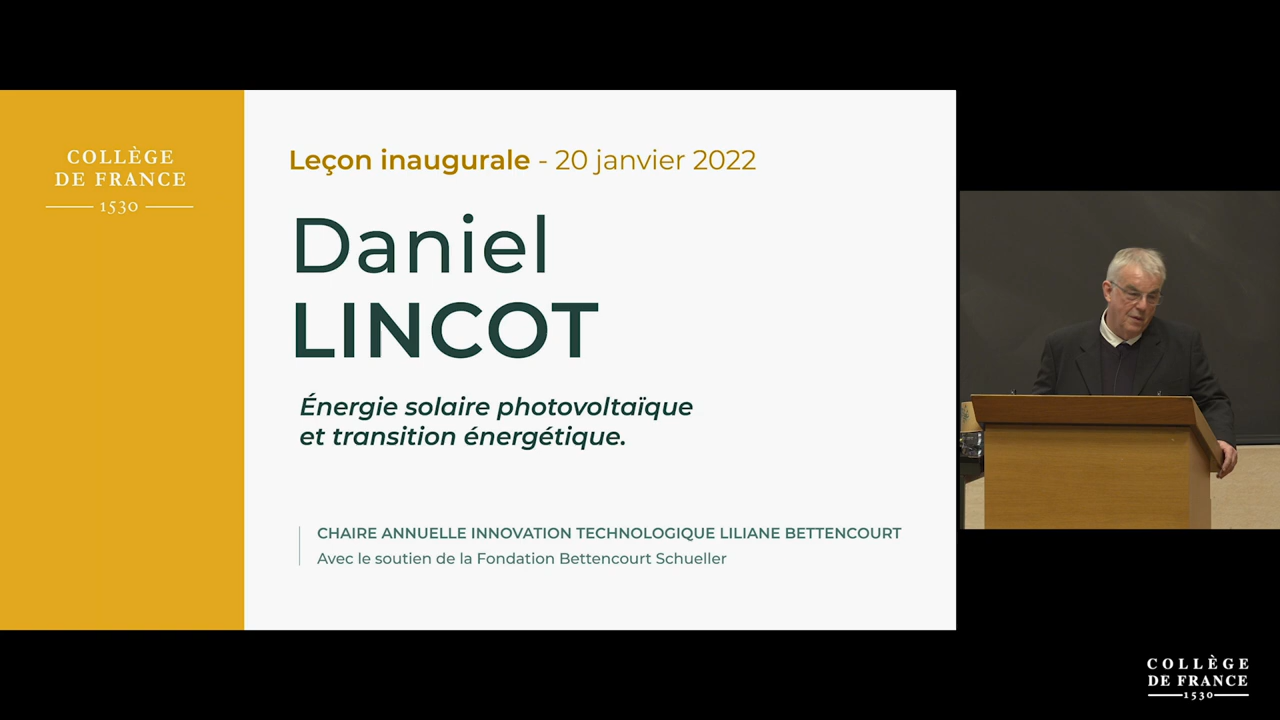 COLLÈGE
DE FRANCE
1530
Leçon inaugurale - 20 janvier 2022
Daniel
LINCOT
Énergie solaire photovoltaïque
et transition énergétique.
CHAIRE ANNUELLE INNOVATION TECHNOLOGIQUE LILIANE BETTENCOURT
Avec le soutien de la Fondation Bettencourt Schueller
COLLÈGE
DE FRANCE
1530